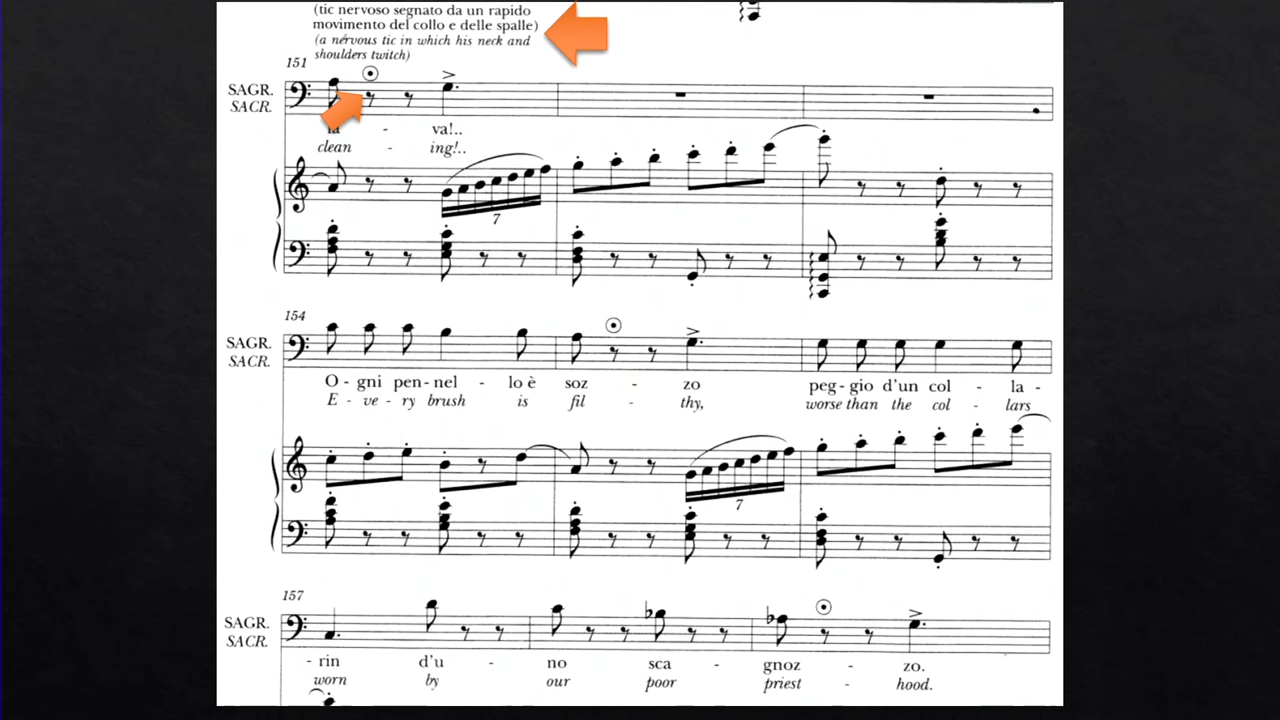 (tic nervoso segnato da un rapido
movimento del collo e delle spalle)
(a nérvous tic in which his neck and
shoulders twitch)
151
SAGR.
SACR.
la - va!..
clean - ing!..
7
154
SAGR.
SACR.
O - gni pen - nel - lo è soz - zo peg - gio d'un col - la -
E - ve - ry brush is fil - thy, worse than the col - lars
7
157
SAGR.
SACR.
- rin d'u - no sca - gnoz - zo.
worn by our poor priest - hood.